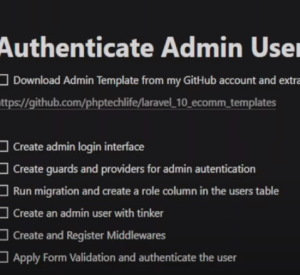 Authenticate Admin User
Download Admin Template from my GitHub account and extra
https://github.com/phptechlife/laravel_10_ecomm_templates
Create admin login interface
Create guards and providers for admin autentication
Run migration and create a role column in the users table
Create an admin user with tinker
Create and Register Middlewares
Apply Form Validation and authenticate the user